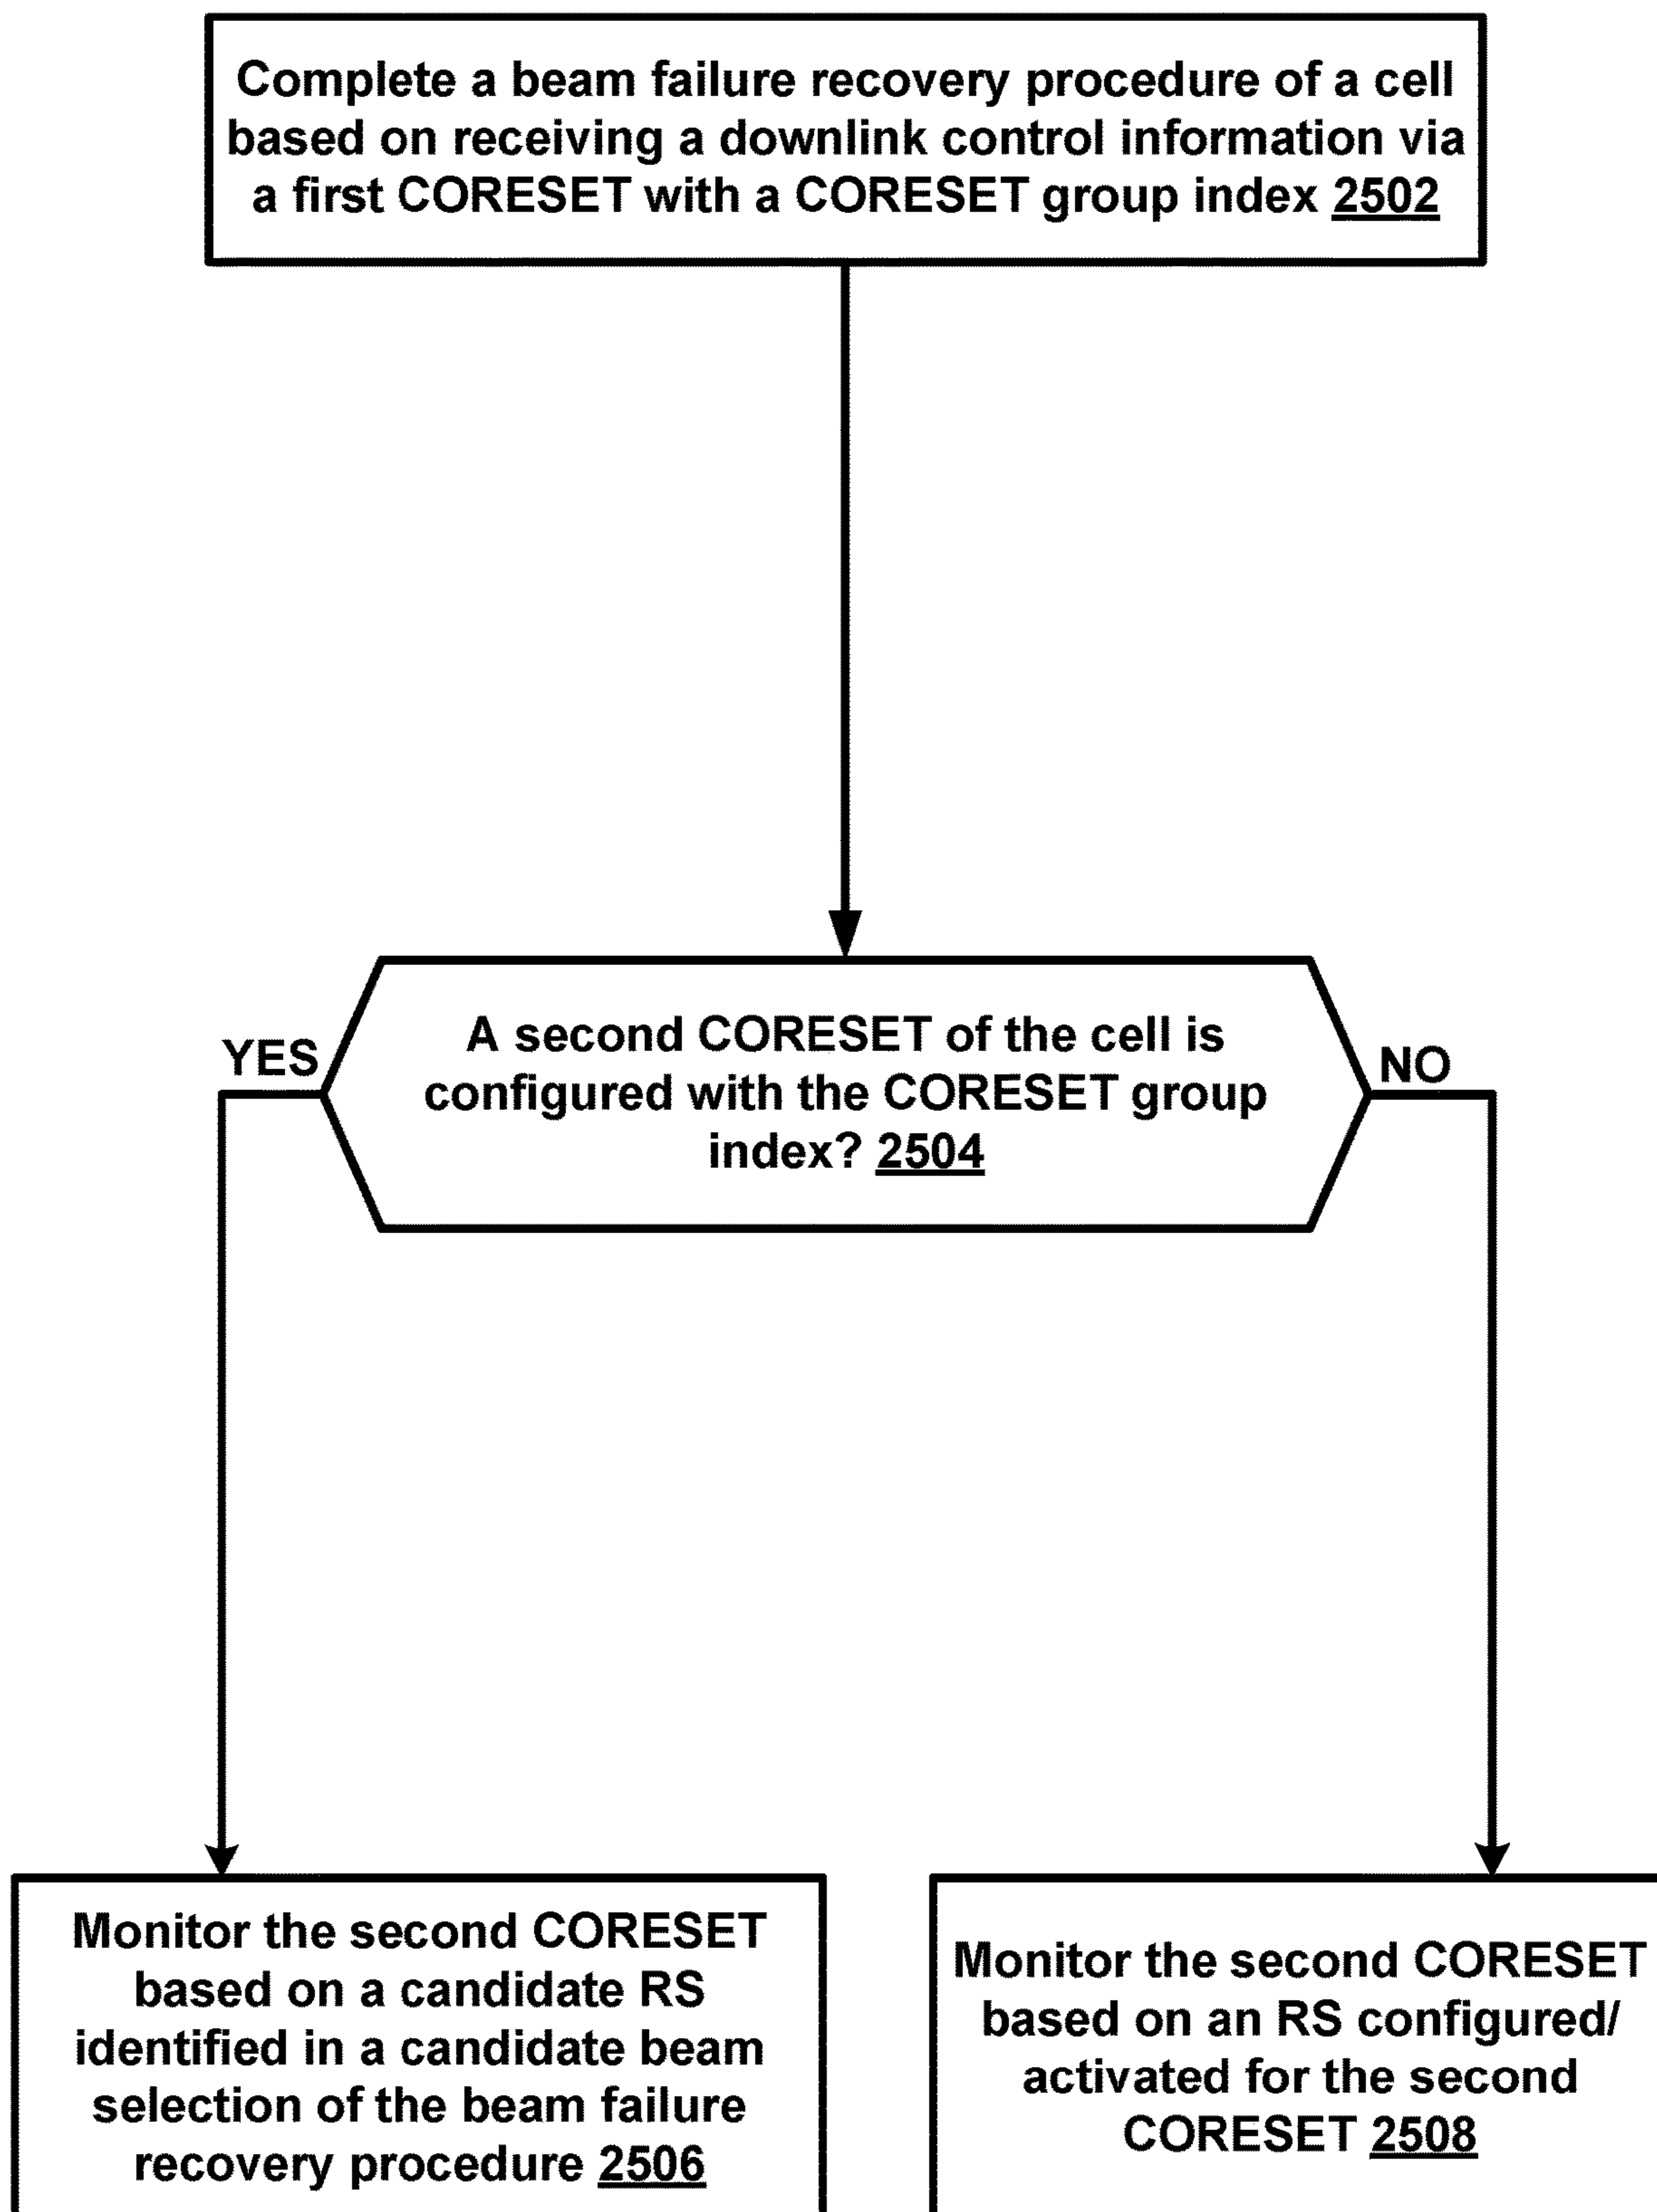 Complete a beam failure recovery procedure of a cell
based on receiving a downlink control information via
a first CORESET with a CORESET group index 2502
A second CORESET of the cell is
configured with the CORESET group
index? 2504
YES
NO
Monitor the second CORESET
based on a candidate RS
identified in a candidate beam
selection of the beam failure
recovery procedure 2506
Monitor the second CORESET
based on an RS configured/
activated for the second
CORESET 2508